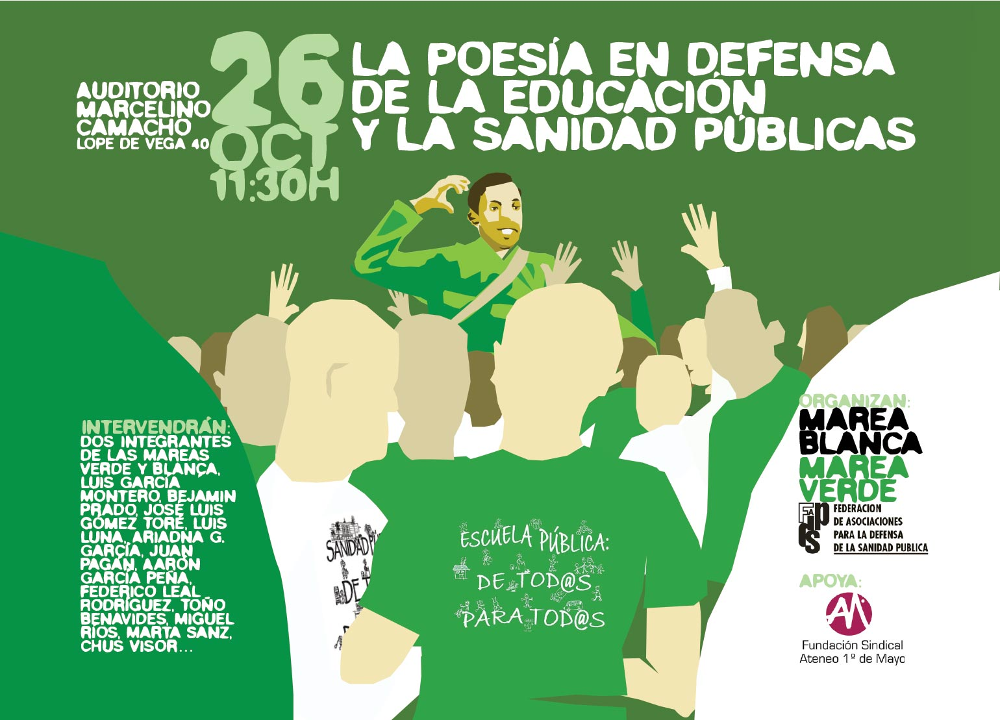 AUDITORIO
MARCELINO
CAMACHO
LOPE DE VEGA 40
26
OCT
11:30H
LA POESÍA EN DEFENSA
DE LA EDUCACIÓN
Y LA SANIDAD PÚBLICAS
INTERVENDRÁN:
DOS INTEGRANTES
DE LAS MAREAS
VERDE Y BLANCA,
LUIS GARCÍA
MONTERO, BEJAMIN
PRADO, JOSÉ LUIS
GÓMEZ TORÉ, LUIS
LUNA, ARIADNA G.
GARCÍA, JUAN
PAGÁN, AARÓN
GARCÍA PEÑA,
FEDERICO LEAL
RODRÍGUEZ, TOÑO
BENAVIDES, MIGUEL
RÍOS, MARTA SANZ,
CHUS VISOR...
SANIDAD PÚ
DE T
ESCUELA PÚBLICA:
DE TOD@S
PARA TOD@S
ORGANIZAN:
MAREA
BLANCA
MAREA
VERDE
FADSP
FEDERACION
DE ASOCIACIONES
PARA LA DEFENSA
DE LA SANIDAD PUBLICA
APOYA:
AM
Fundación Sindical
Ateneo 1º de Mayo